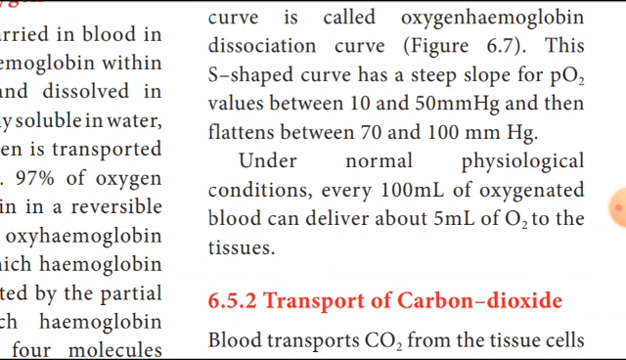 arried in blood in
emoglobin within
and dissolved in
ly soluble in water,
en is transported
. 97% of oxygen
in in a reversible
oxyhaemoglobin
hich haemoglobin
ted by the partial
ch haemoglobin
four molecules
curve is called oxygenhaemoglobin
dissociation curve (Figure 6.7). This
S–shaped curve has a steep slope for pO₂
values between 10 and 50mmHg and then
flattens between 70 and 100 mm Hg.
Under normal physiological
conditions, every 100mL of oxygenated
blood can deliver about 5mL of O₂ to the
tissues.
6.5.2 Transport of Carbon–dioxide
Blood transports CO₂ from the tissue cells